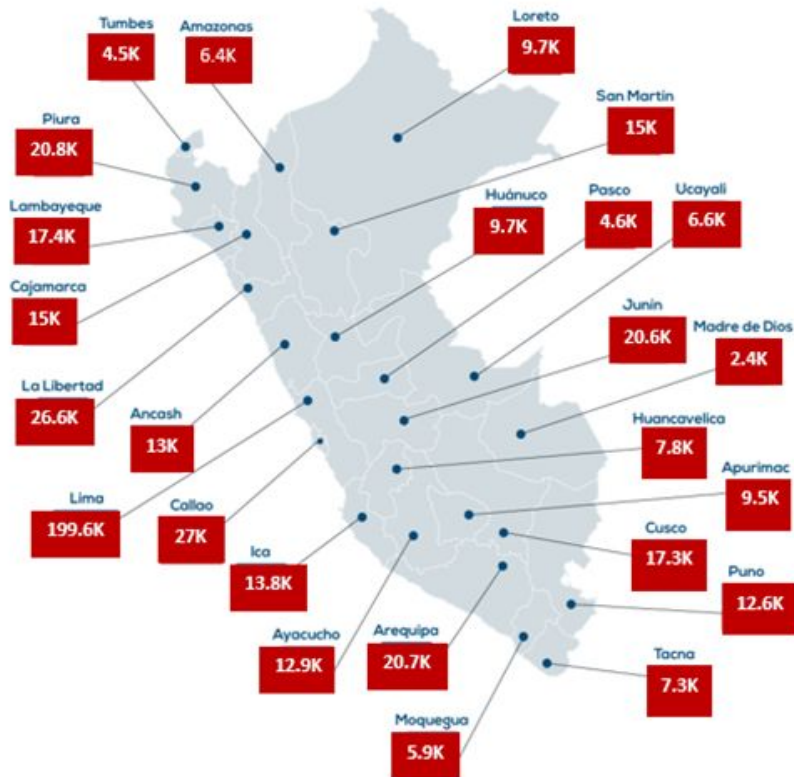 Tumbes
4.5K
Amazonas
6.4K
Loreto
9.7K
San Martin
15K
Piura
20.8K
Lambayeque
17.4K
Cajamarca
15K
La Libertad
26.6K
Ancash
13K
Huánuco
9.7K
Pasco
4.6K
Ucayali
6.6K
Junín
20.6K
Madre de Dios
2.4K
Huancavelica
7.8K
Apurimac
9.5K
Lima
199.6K
Callao
27K
Ica
13.8K
Cusco
17.3K
Puno
12.6K
Ayacucho
12.9K
Arequipa
20.7K
Tacna
7.3K
Moquegua
5.9K